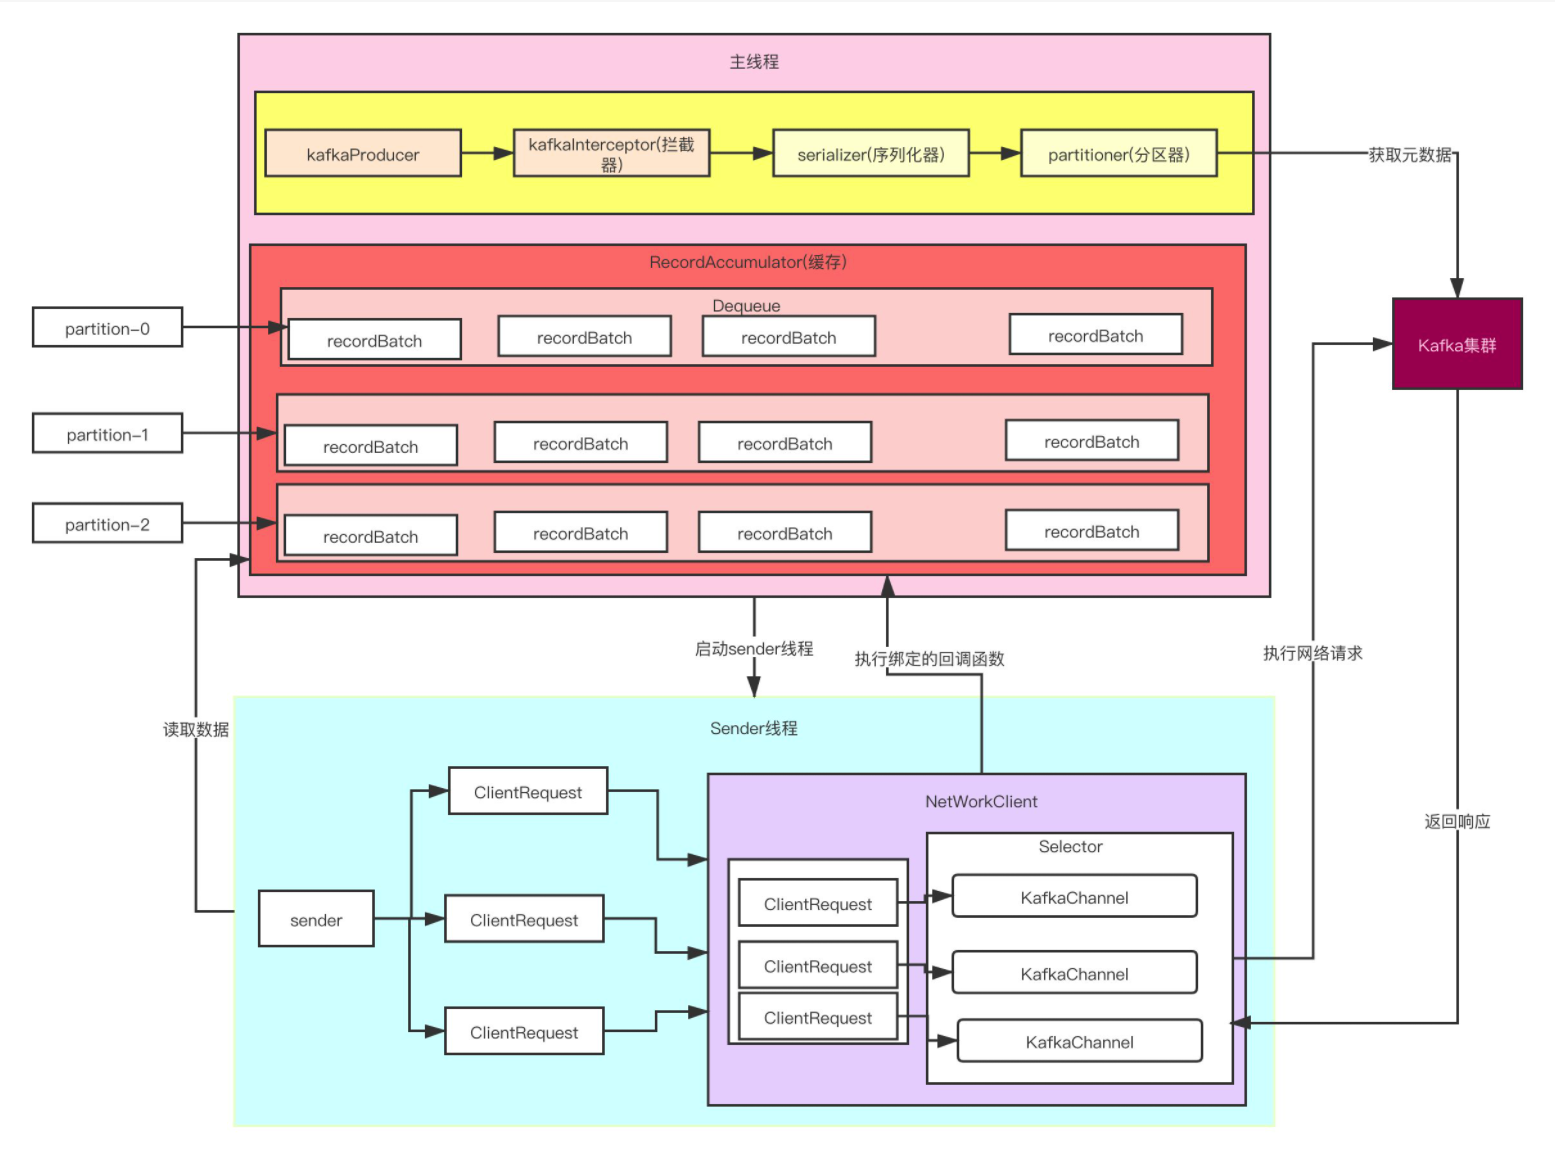 主线程
kafkaProducer
kafkaInterceptor(拦截
器)
serializer(序列化器)
partitioner(分区器)
获取元数据
RecordAccumulator(缓存)
Dequeue
partition-0
recordBatch
recordBatch
recordBatch
recordBatch
Kafka集群
partition-1
recordBatch
recordBatch
recordBatch
recordBatch
partition-2
recordBatch
recordBatch
recordBatch
recordBatch
启动sender线程
执行绑定的回调函数
执行网络请求
读取数据
Sender线程
ClientRequest
NetWorkClient
返回响应
Selector
sender
ClientRequest
ClientRequest
KafkaChannel
ClientRequest
KafkaChannel
ClientRequest
ClientRequest
KafkaChannel